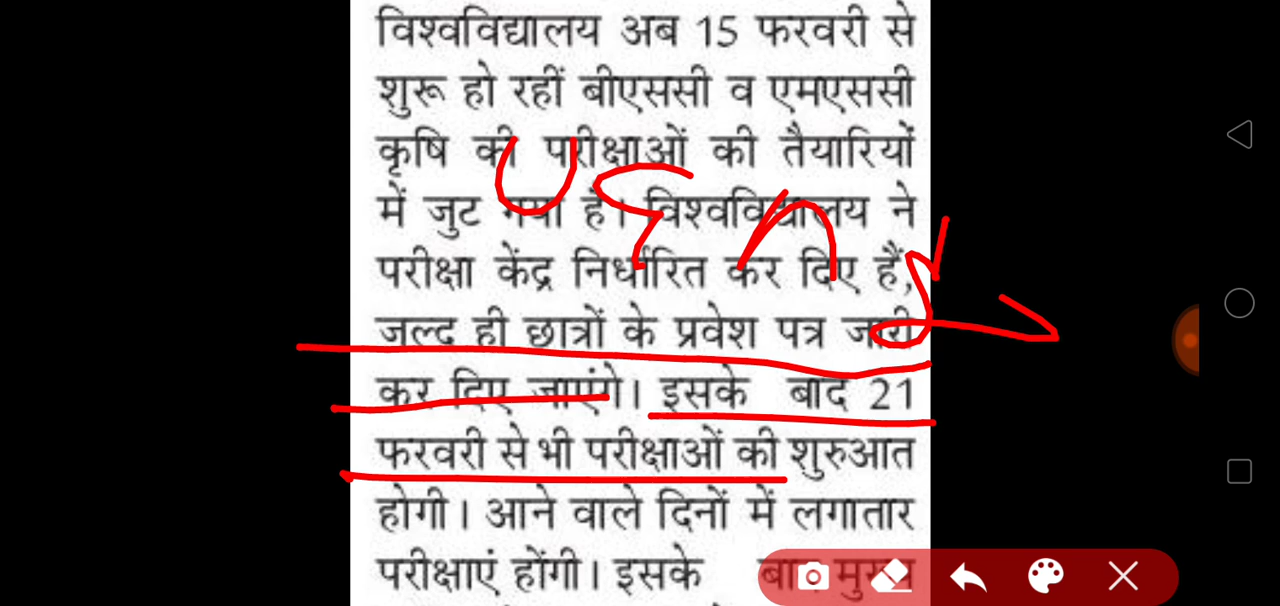 विश्वविद्यालय अब 15 फरवरी से
शुरू हो रहीं बीएससी व एमएससी
कृषि की परीक्षाओं की तैयारियों
में जुट गया है। विश्वविद्यालय ने
परीक्षा केंद्र निर्धारित कर दिए हैं,
जल्द ही छात्रों के प्रवेश पत्र जारी
कर दिए जाएंगे। इसके बाद 21
फरवरी से भी परीक्षाओं की शुरुआत
होगी। आने वाले दिनों में लगातार
परीक्षाएं होंगी। इसके बाद मुख्य